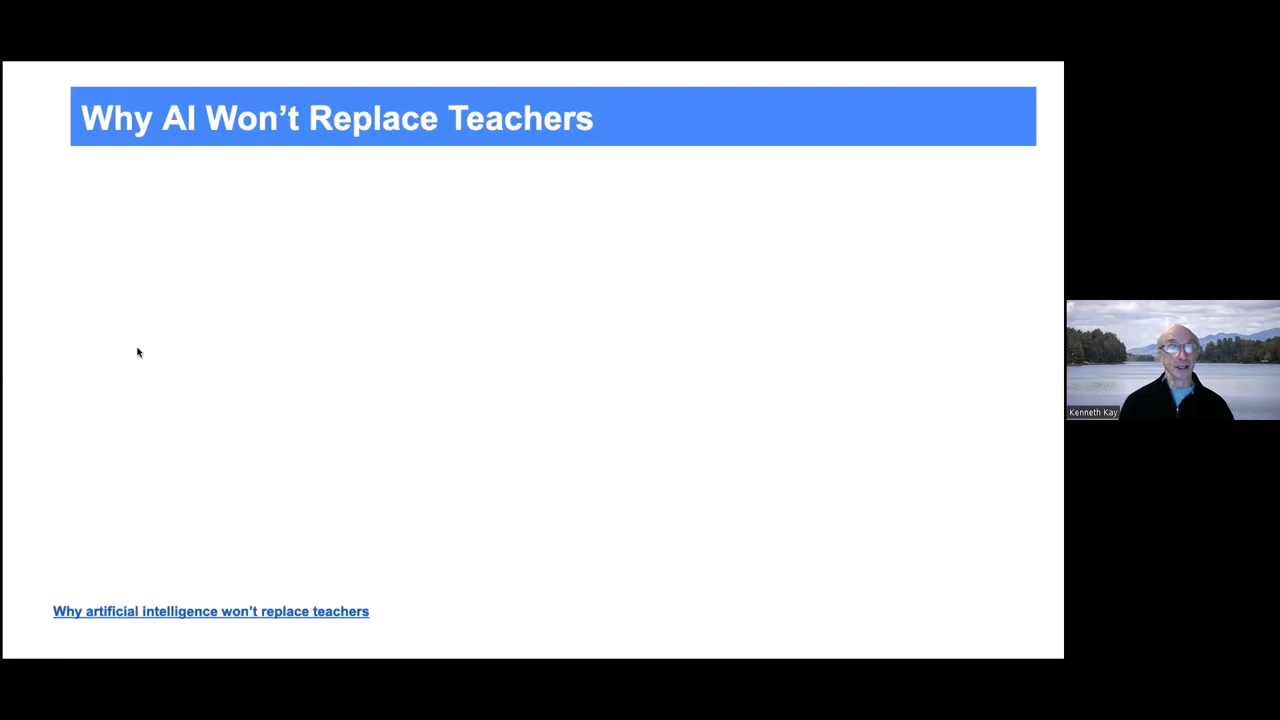 Why AI Won’t Replace Teachers
Kenneth Kay
Why artificial intelligence won’t replace teachers